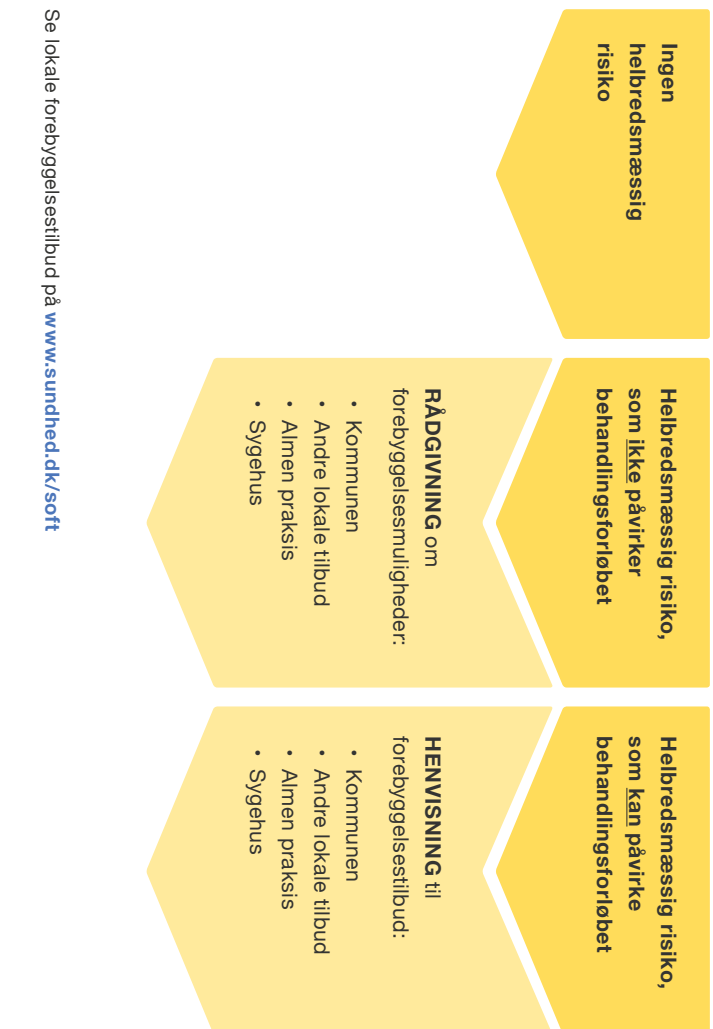 Ingen
helbredsmæssig
risiko
Helbredsmæssig risiko,
som ikke påvirker
behandlingsforløbet
RÅDGIVNING om
forebyggelsesmuligheder:
• Kommunen
• Andre lokale tilbud
• Almen praksis
• Sygehus
Helbredsmæssig risiko,
som kan påvirke
behandlingsforløbet
HENVISNING til
forebyggelsestilbud:
• Kommunen
• Andre lokale tilbud
• Almen praksis
• Sygehus
Se lokale forebyggelsestilbud på www.sundhed.dk/soft